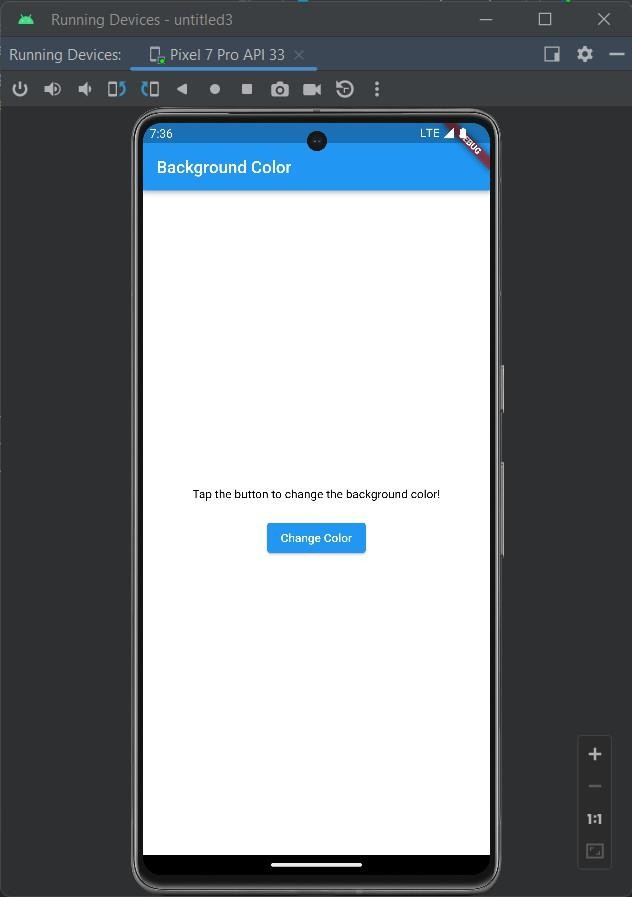 Running Devices - untitled3
Running Devices: Pixel 7 Pro API 33
7:36 LTE
DEBUG
Background Color
Tap the button to change the background color!
Change Color
1:1